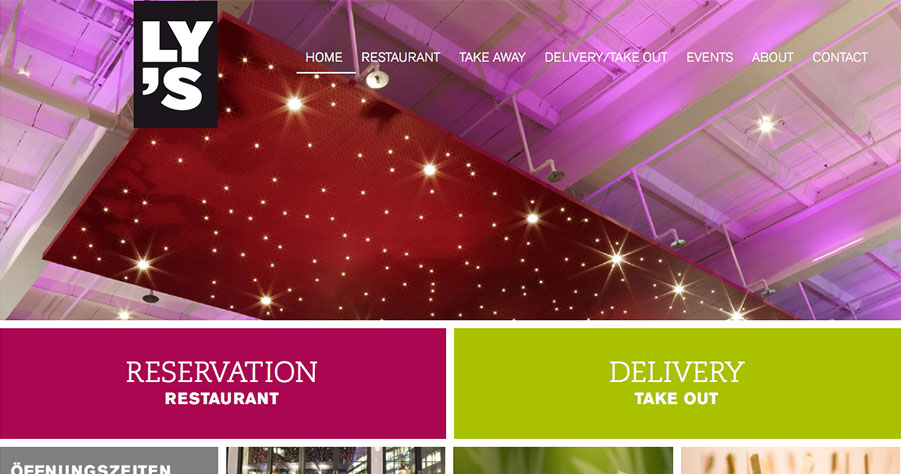 LY
'S
HOME RESTAURANT TAKE AWAY DELIVERY/TAKE OUT EVENTS ABOUT CONTACT
RESERVATION
RESTAURANT
DELIVERY
TAKE OUT
ÖFFNUNGSZEITEN